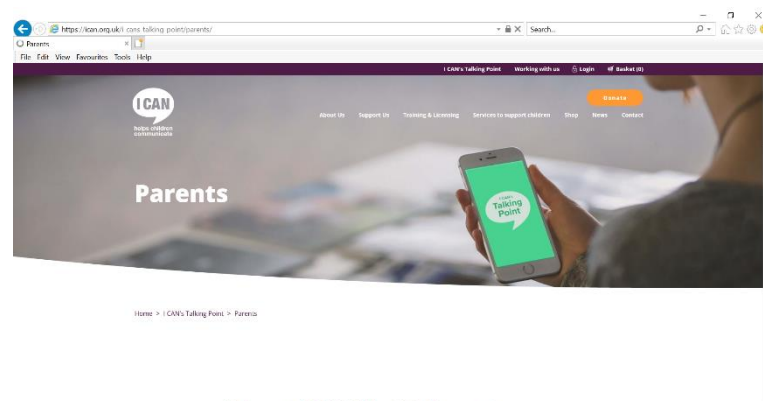 https://ican.org.uk/i cons talking point/parents/
Search...
Parents
File Edit View Favourites Tools Help
I CAN's Talking Point Working with us Login Basket (0)
I CAN
helps children
communicate
Donate
About Us Support Us Training & Licensing Services to support children Shop News Contact
Parents
I CAN's
Talking
Point
Home > I CAN's Talking Point > Parents